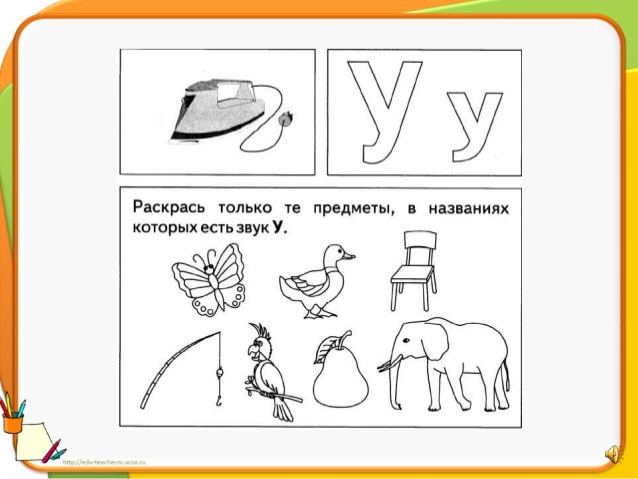 У у
Раскрась только те предметы, в названиях
которых есть звук У.
http://edu-teacherzv.ucoz.ru